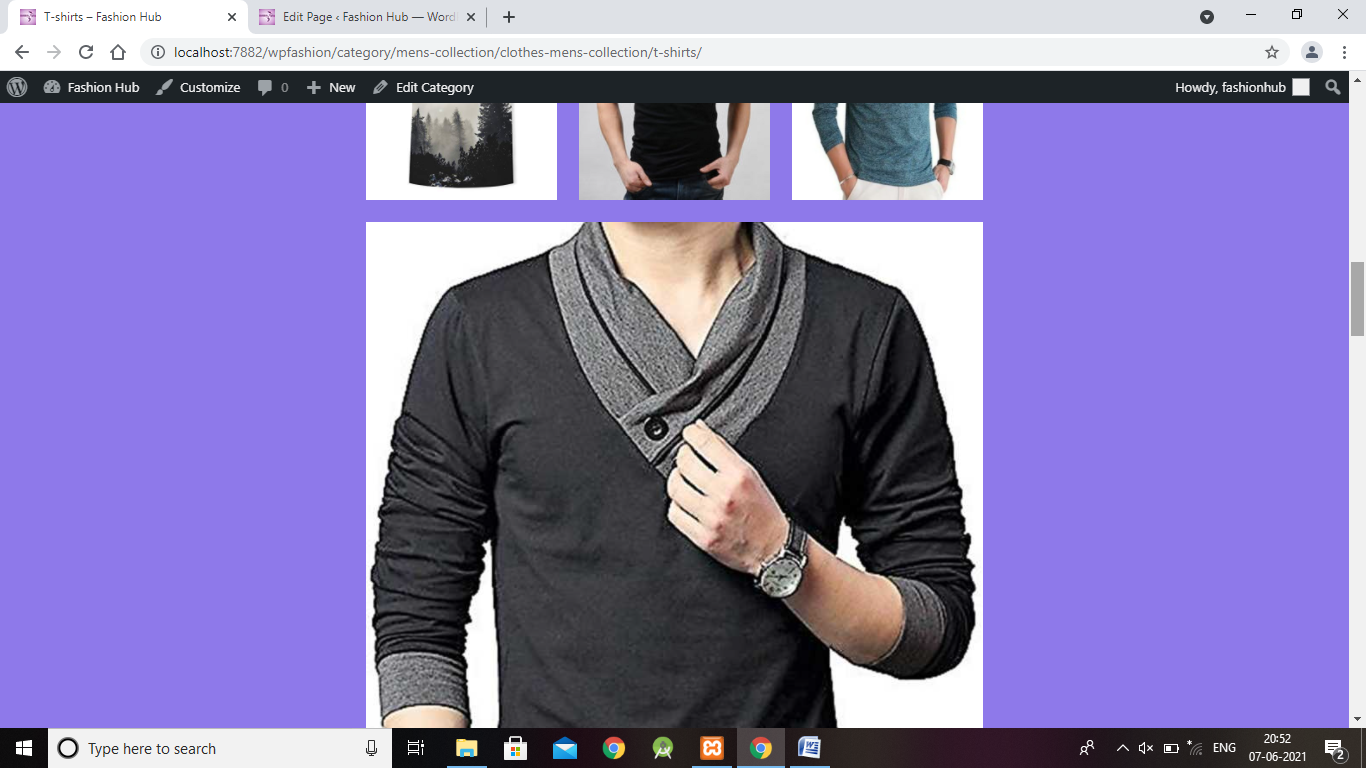 T-shirts – Fashion Hub
Edit Page ‹ Fashion Hub — Word
localhost:7882/wpfashion/category/mens-collection/clothes-mens-collection/t-shirts/
Fashion Hub Customize 0 New Edit Category Howdy, fashionhub
Type here to search
ENG
20:52
07-06-2021
2